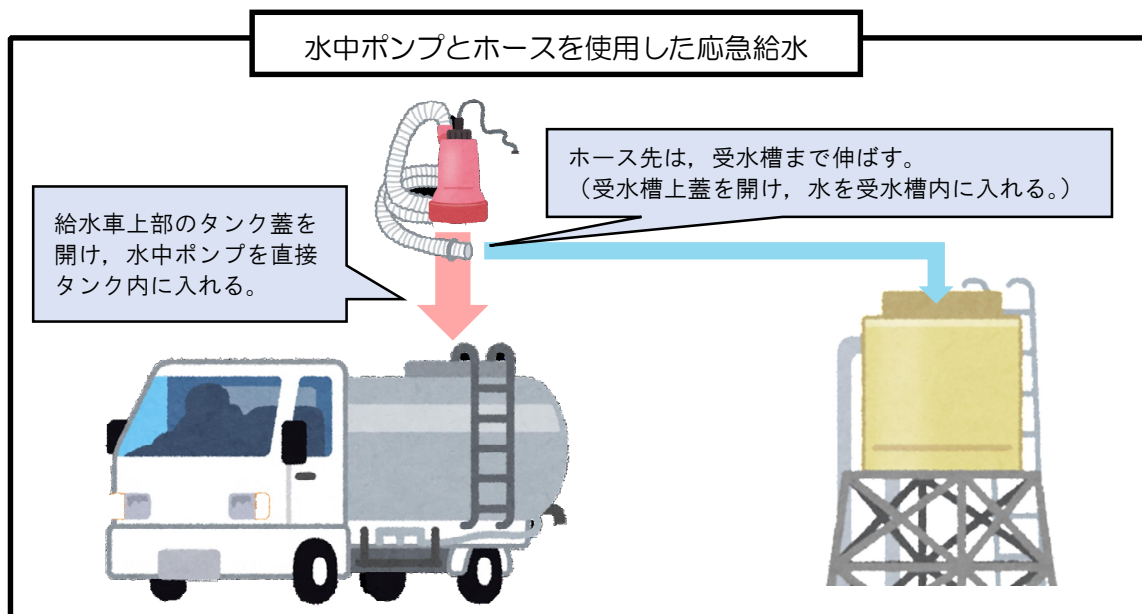 水中ポンプとホースを使用した応急給水
ホース先は，受水槽まで伸ばす。
（受水槽上蓋を開け，水を受水槽内に入れる。）
給水車上部のタンク蓋を
開け，水中ポンプを直接
タンク内に入れる。